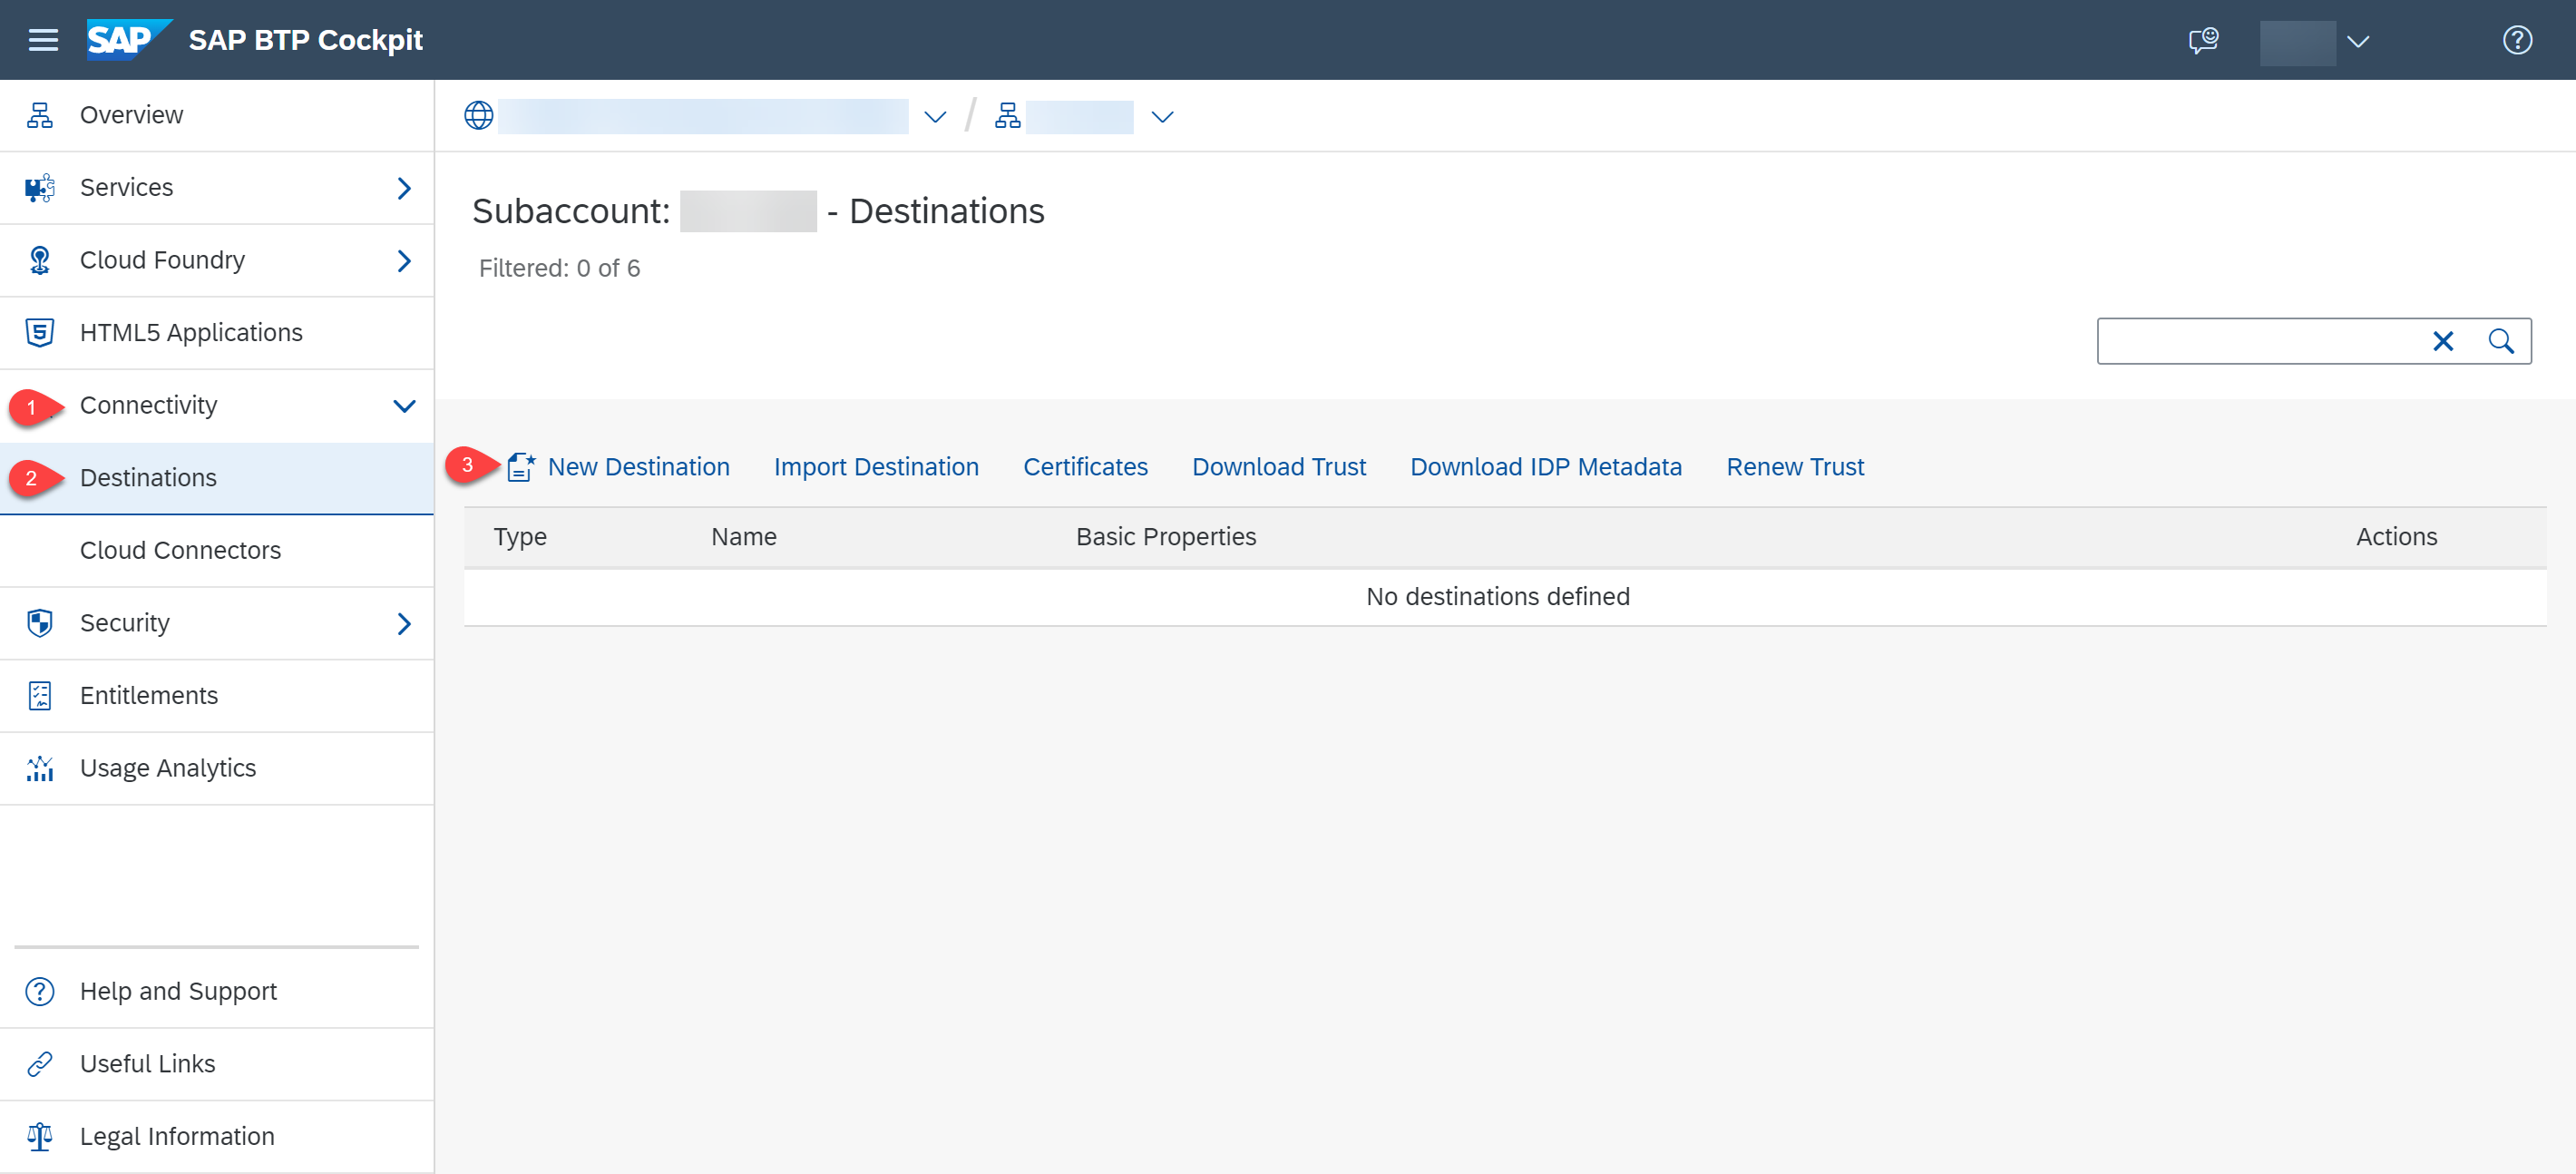 SAP SAP BTP Cockpit
Overview
Services
Cloud Foundry
HTML5 Applications
1 Connectivity
2 Destinations
Cloud Connectors
Security
Entitlements
Usage Analytics
Help and Support
Useful Links
Legal Information
/
Subaccount: - Destinations
Filtered: 0 of 6
3 New Destination Import Destination Certificates Download Trust Download IDP Metadata Renew Trust
Type Name Basic Properties Actions
No destinations defined